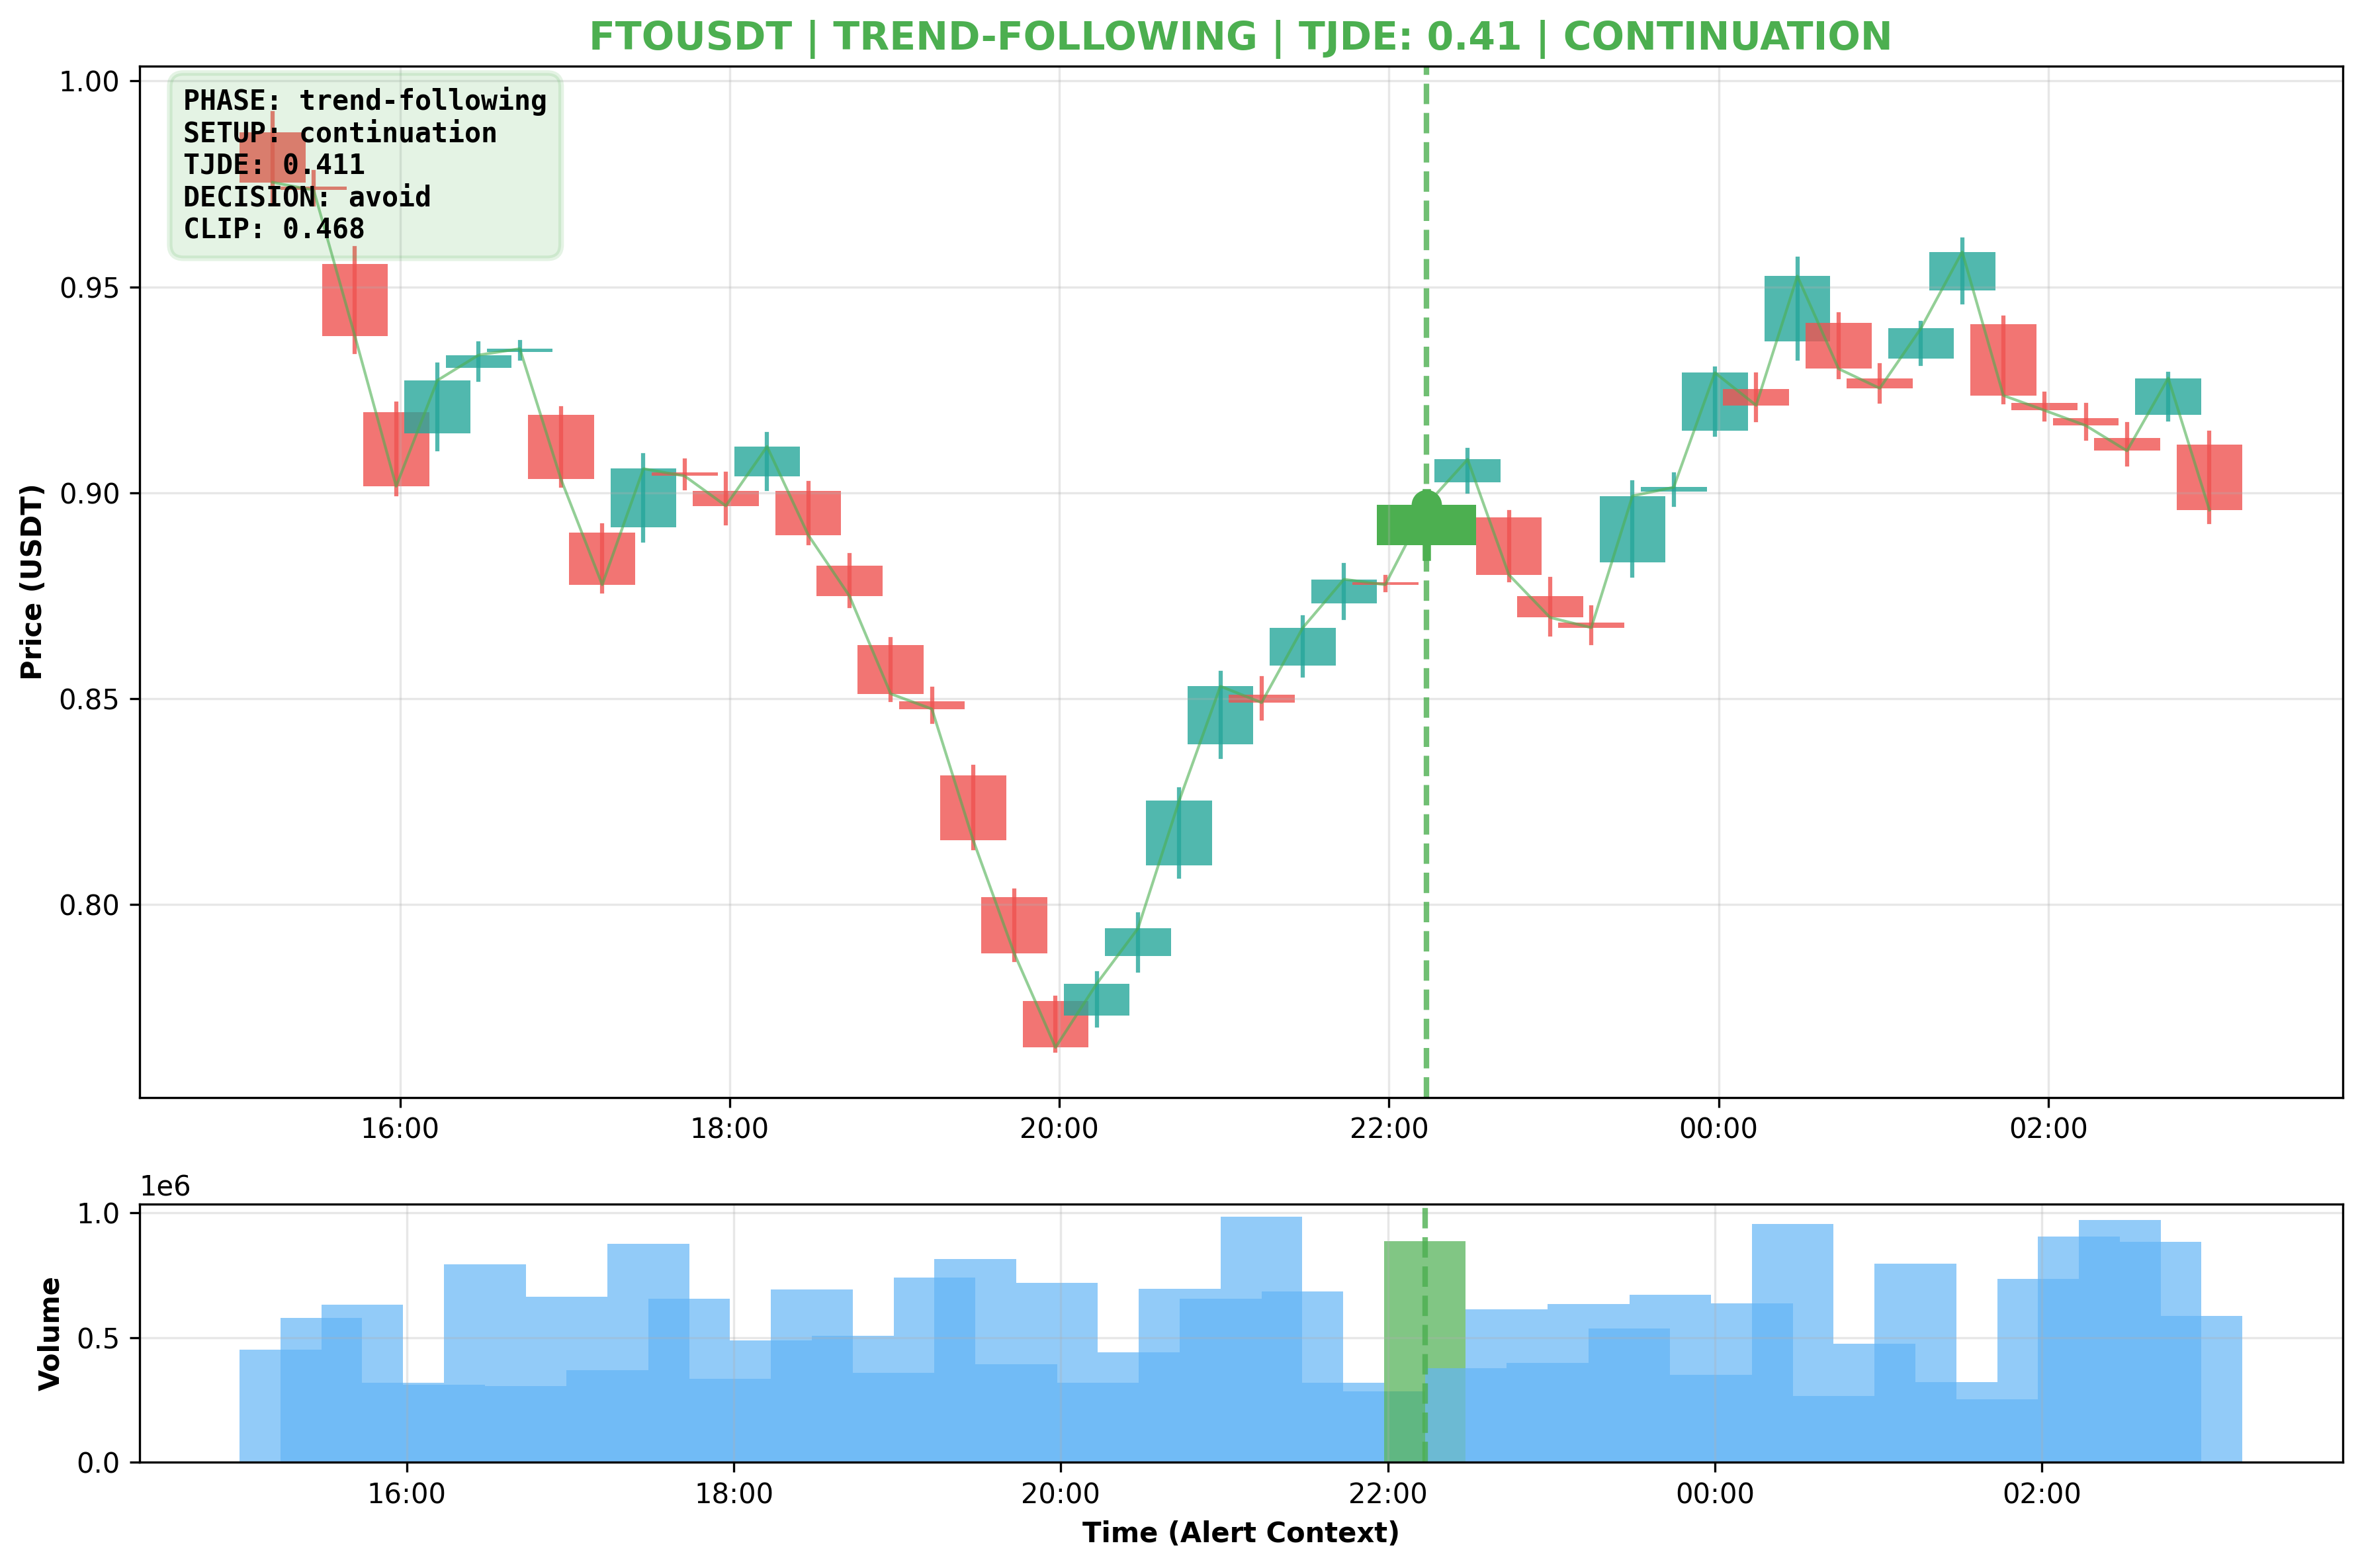 FTOUSDT | TREND-FOLLOWING | TJDE: 0.41 | CONTINUATION
PHASE: trend-following
SETUP: continuation
TJDE: 0.411
DECISION: avoid
CLIP: 0.468
Price (USDT)
1.00
0.95
0.90
0.85
0.80
16:00 18:00 20:00 22:00 00:00 02:00
1e6
Volume
1.0
0.5
0.0
16:00 18:00 20:00 22:00 00:00 02:00
Time (Alert Context)